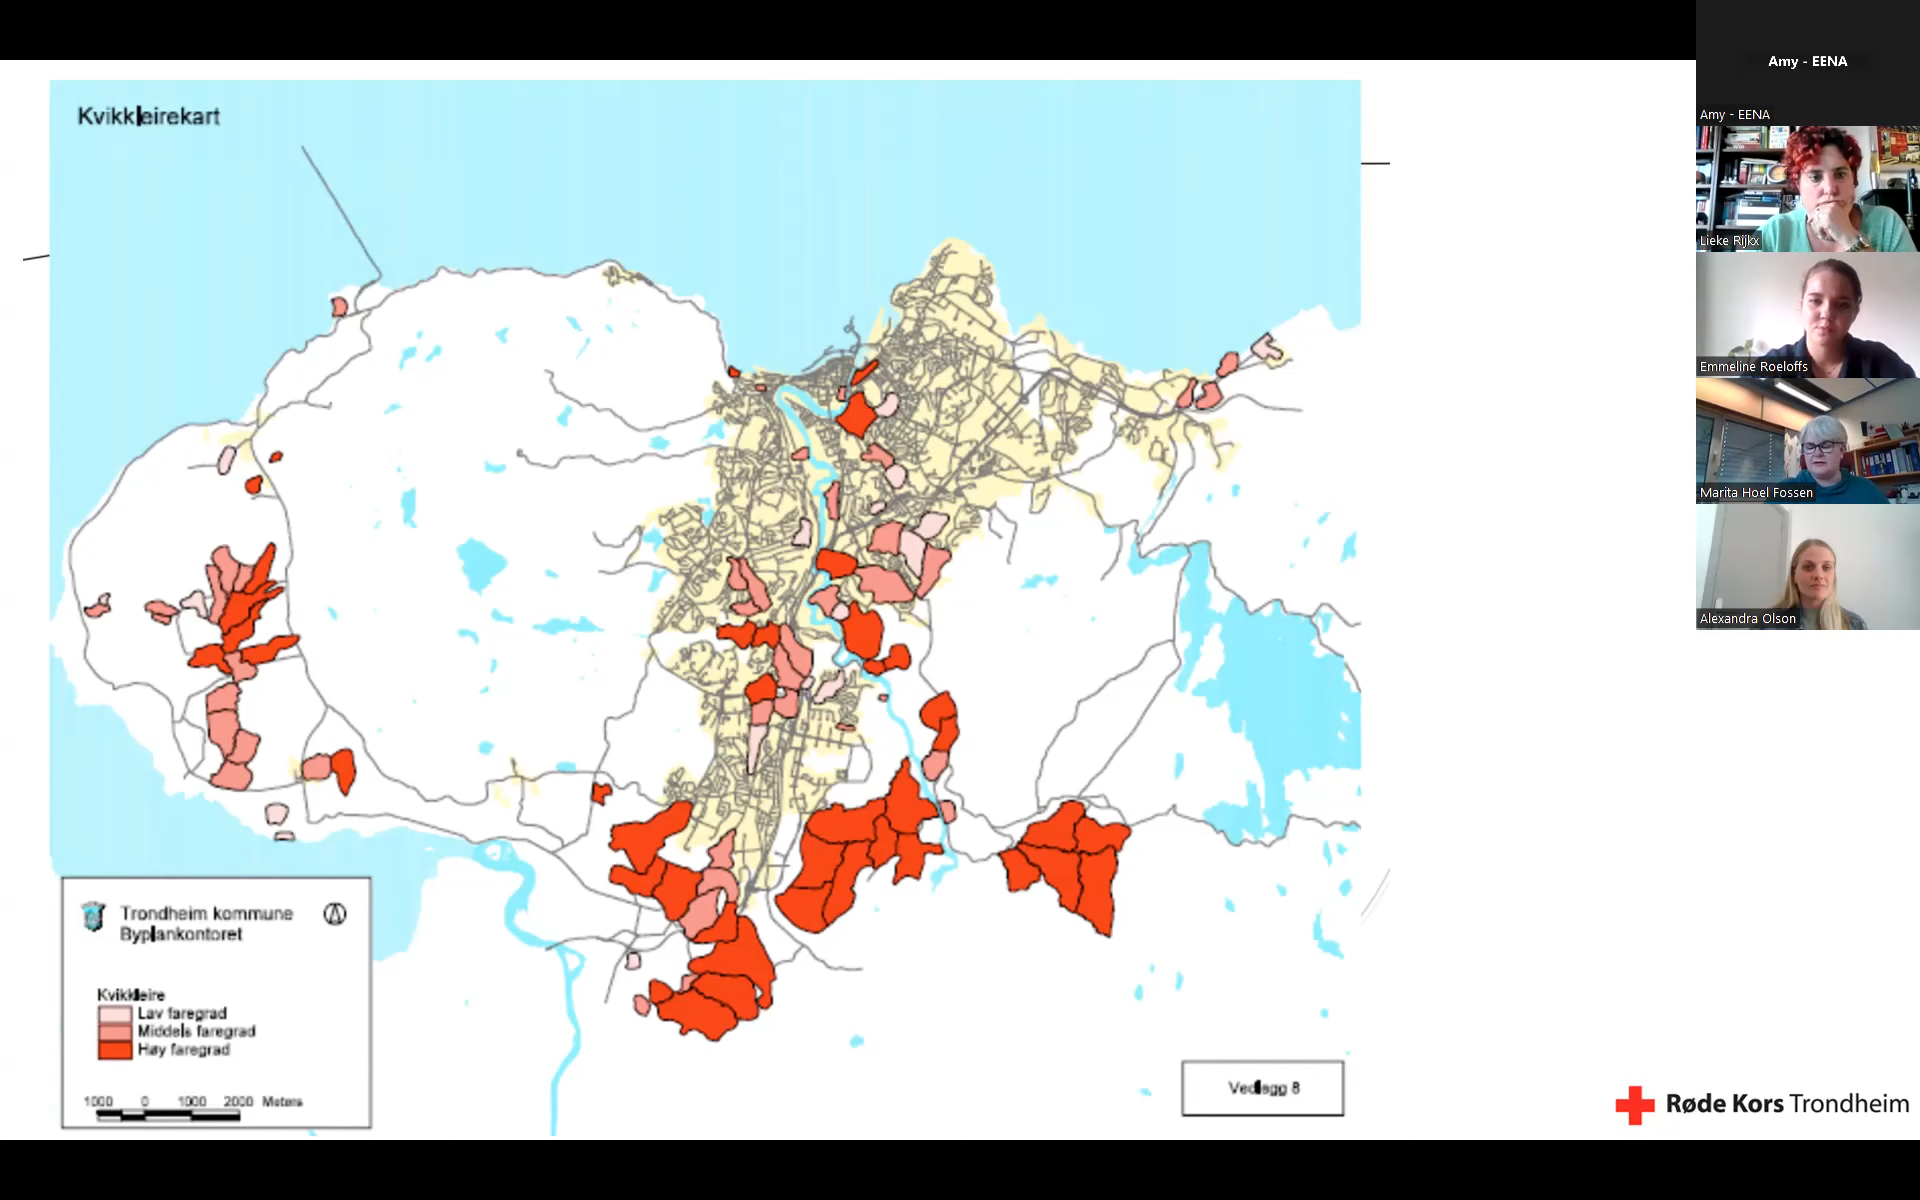 Kvikkleirekart
Trondheim kommune
Byplankontoret
Kvikkleire
Lav faregrad
Middels faregrad
Høy faregrad
1000 0 1000 2000 Meters
Vedlagg 8
Røde Kors Trondheim
Amy - EENA
Amy - EENA
Lieke Rijkx
Emmeline Roeloffs
Marita Hoel Fossen
Alexandra Olson